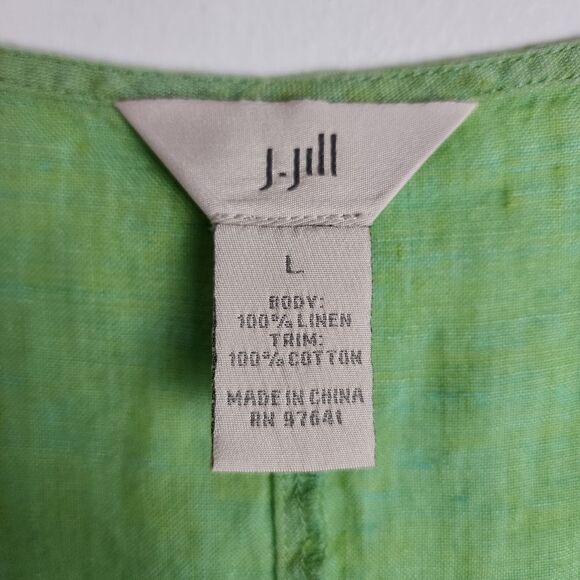 J.Jill
L
BODY:
100% LINEN
TRIM:
100% COTTON
MADE IN CHINA
RN 97641